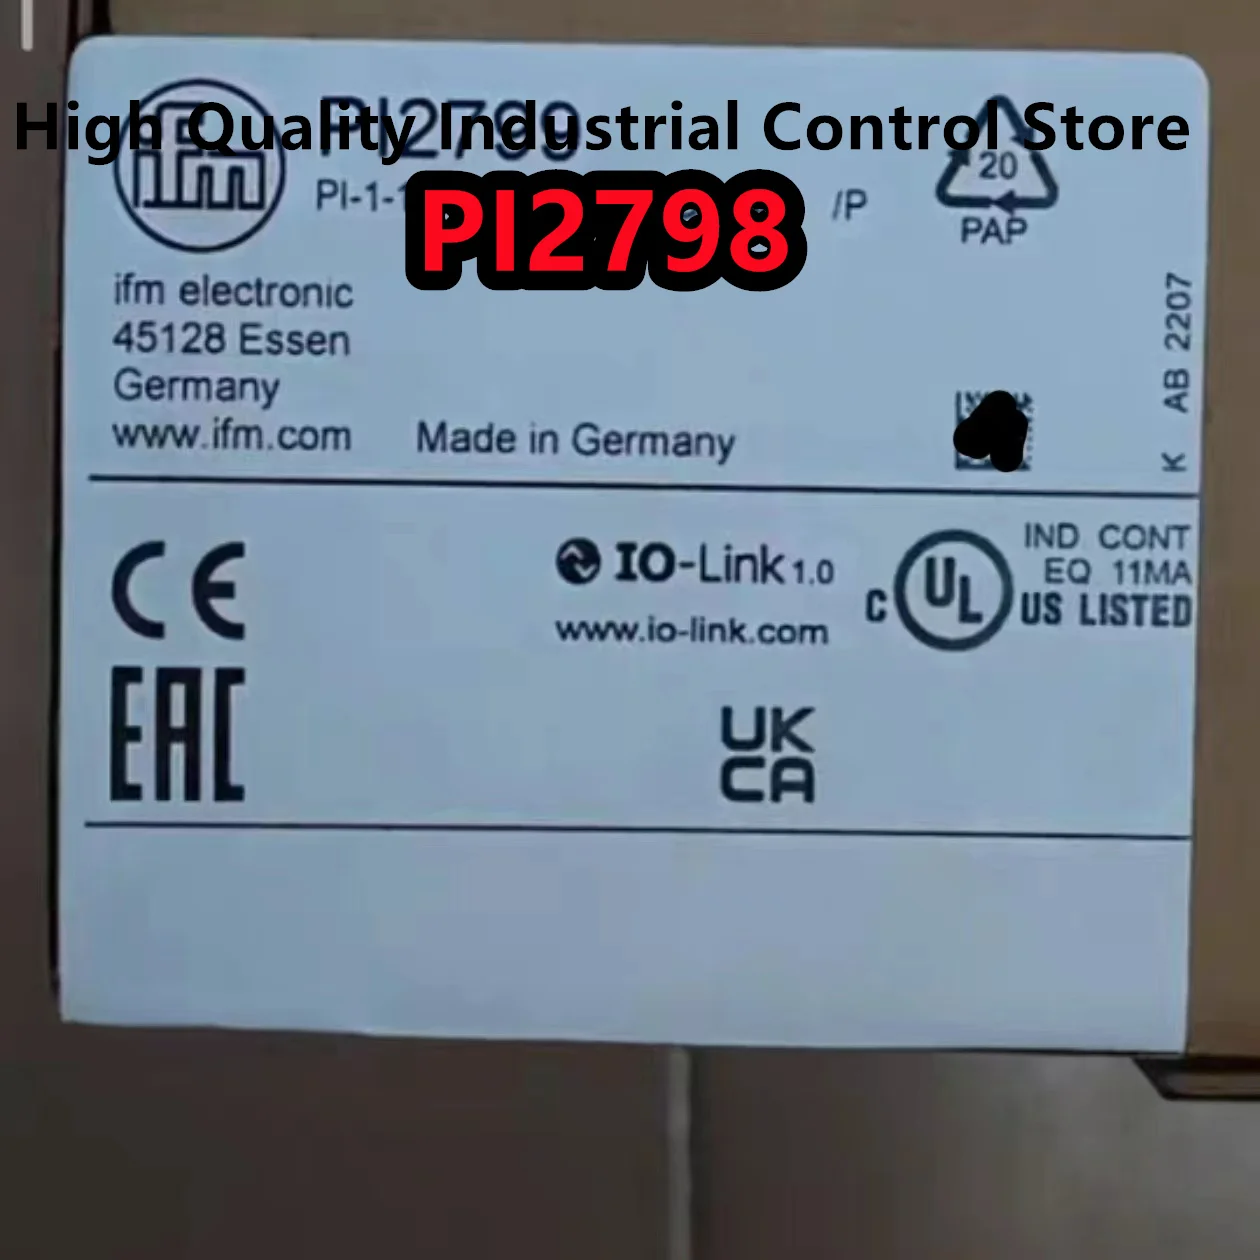 High Quality Industrial Control Store
ifm
PI2799
PI-1-
/P
PI2798
20
PAP
ifm electronic
45128 Essen
Germany
www.ifm.com
Made in Germany
K AB 2207
CE
IO-Link 1.0
www.io-link.com
C UL US LISTED
IND CONT
EQ 11MA
EAC
UK
CA